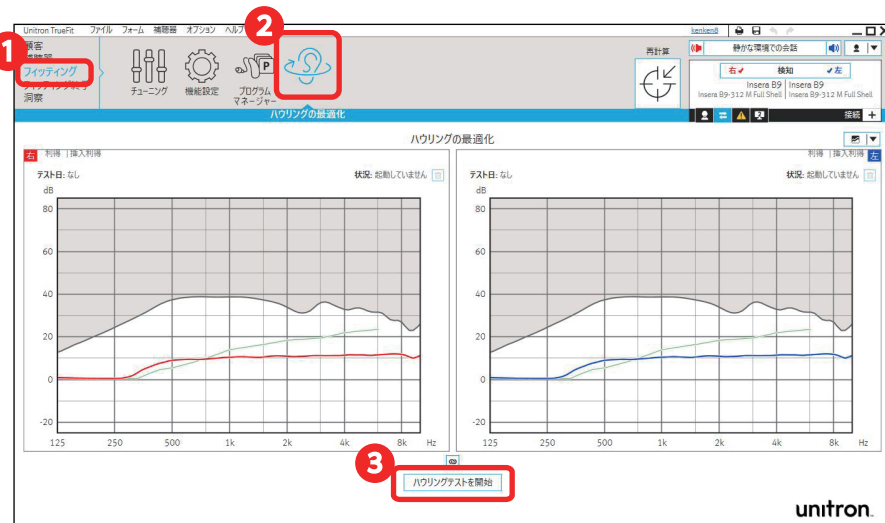 Unitron TrueFit ファイル フォーム 補聴器 オプション ヘル
kenken8
1
2
顧客
フィッティング
洞察
チューニング
機能設定
プログラム
マネージャー
再計算
静かな環境での会話
右 検知 左
Insera B9 Insera B9
Insera B9-312 M Full Shell Insera B9-312 M Full Shell
ハウリングの最適化
接続
ハウリングの最適化
右 利得 | 挿入利得
利得 | 挿入利得 左
テスト日: なし 状況: 起動していません
テスト日: なし 状況: 起動していません
dB
dB
80
80
60
60
40
40
20
20
0
0
-20
-20
125 250 500 1k 2k 4k 8k Hz
125 250 500 1k 2k 4k 8k Hz
3
ハウリングテストを開始
unitron.